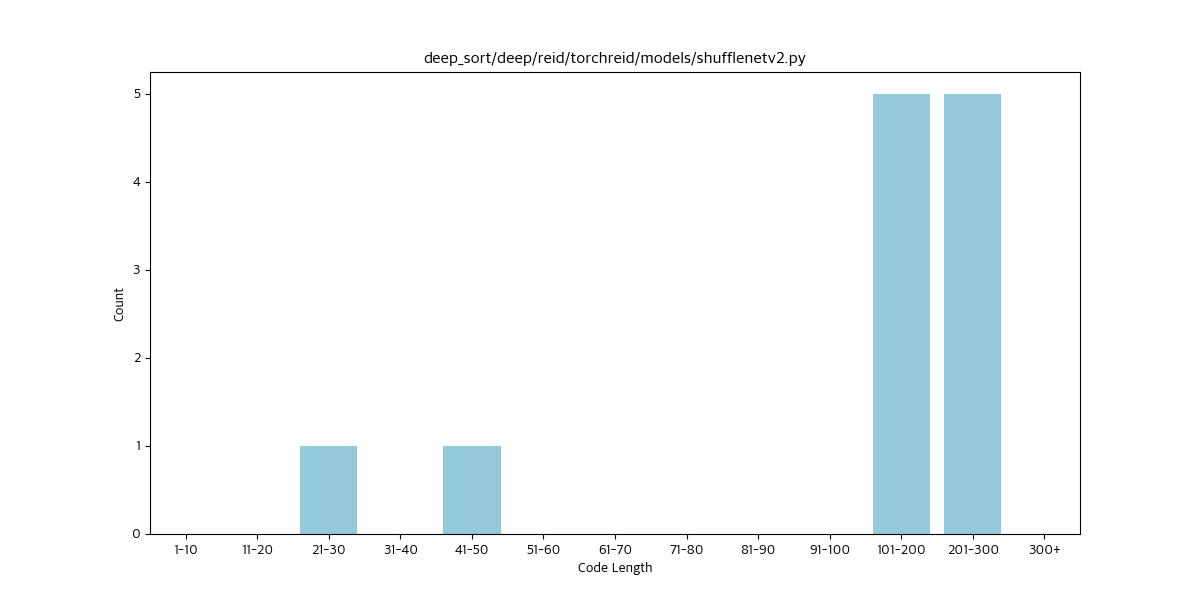 deep_sort/deep/reid/torchreid/models/shufflenetv2.py
5
4
3
2
1
0
Count
1-10 11-20 21-30 31-40 41-50 51-60 61-70 71-80 81-90 91-100 101-200 201-300 300+
Code Length